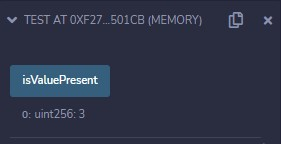 TEST AT 0XF27...501CB (MEMORY)
isValuePresent
0: uint256: 3